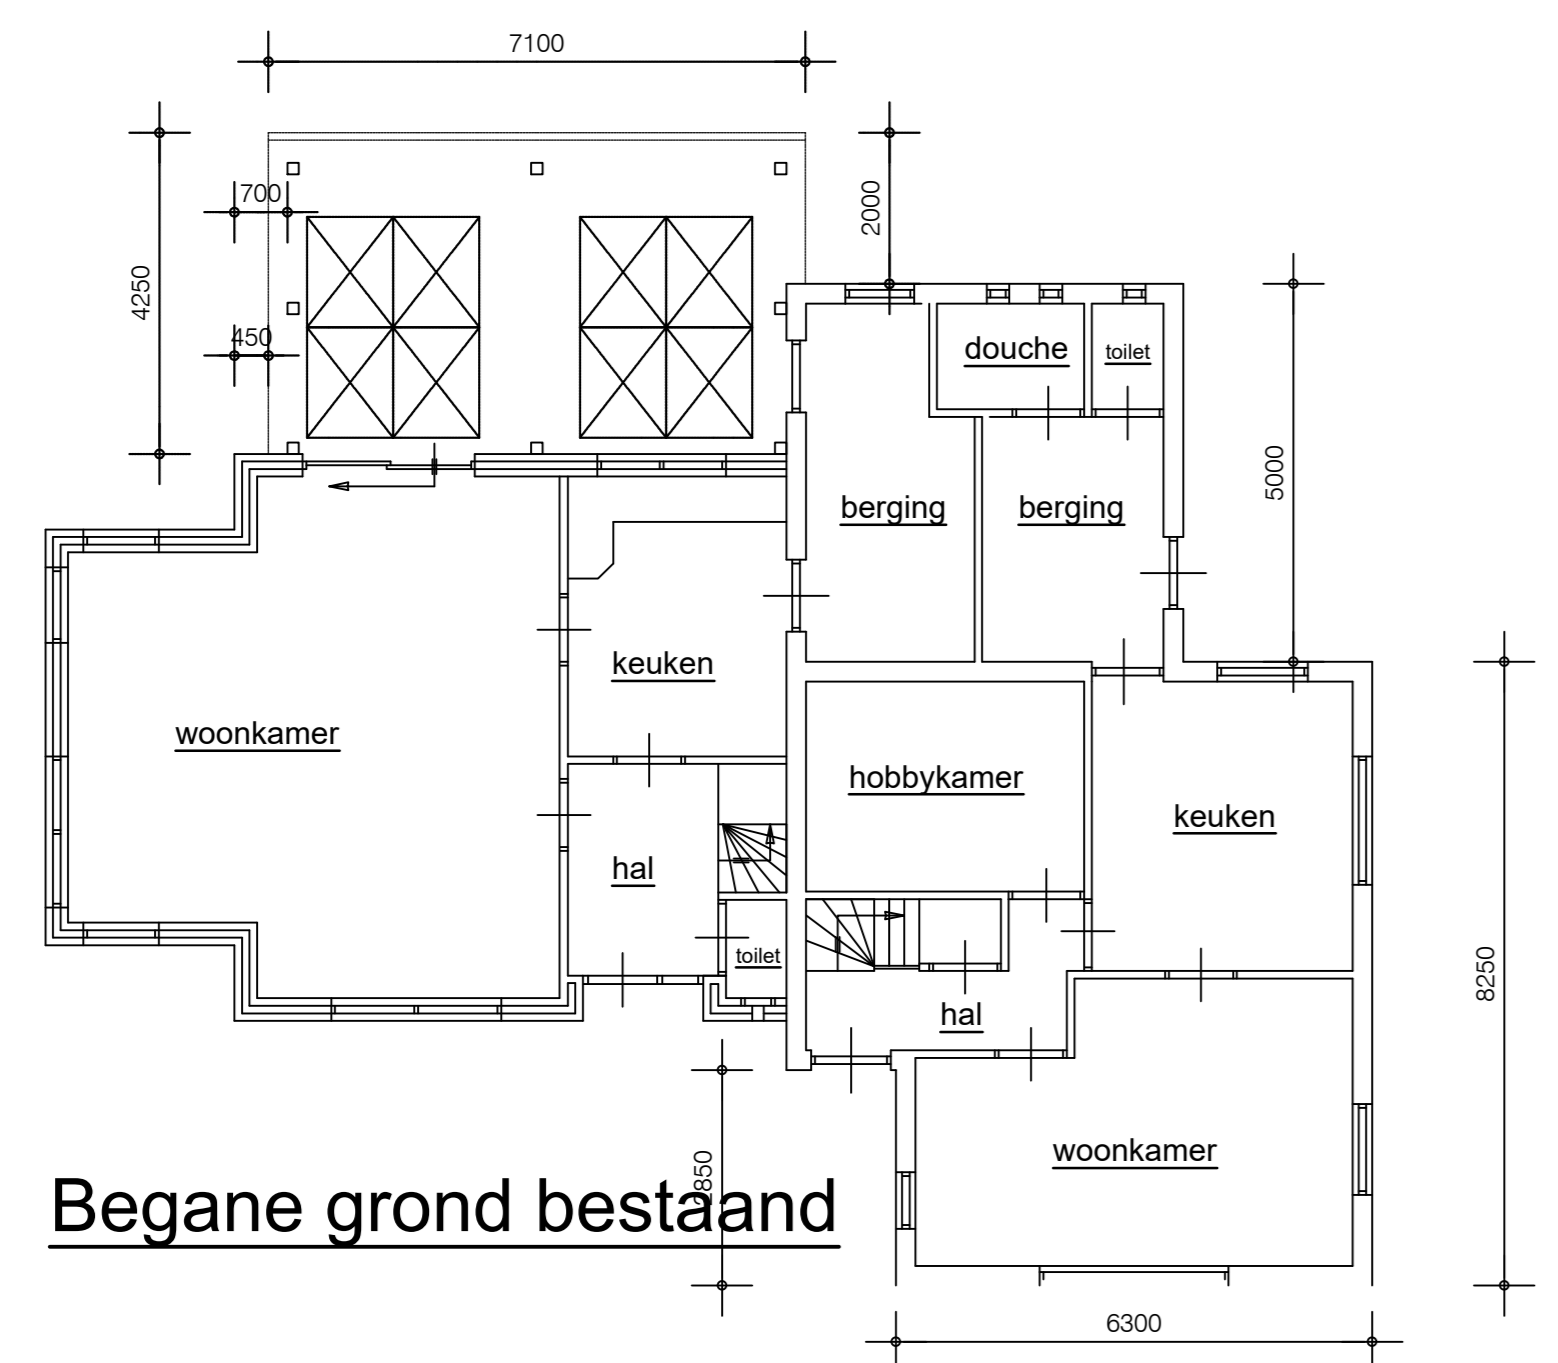 7100
700
2000
4250
450
douche
toilet
5000
berging
berging
keuken
woonkamer
hobbykamer
keuken
hal
toilet
8250
hal
woonkamer
2850
Begane grond bestaand
6300